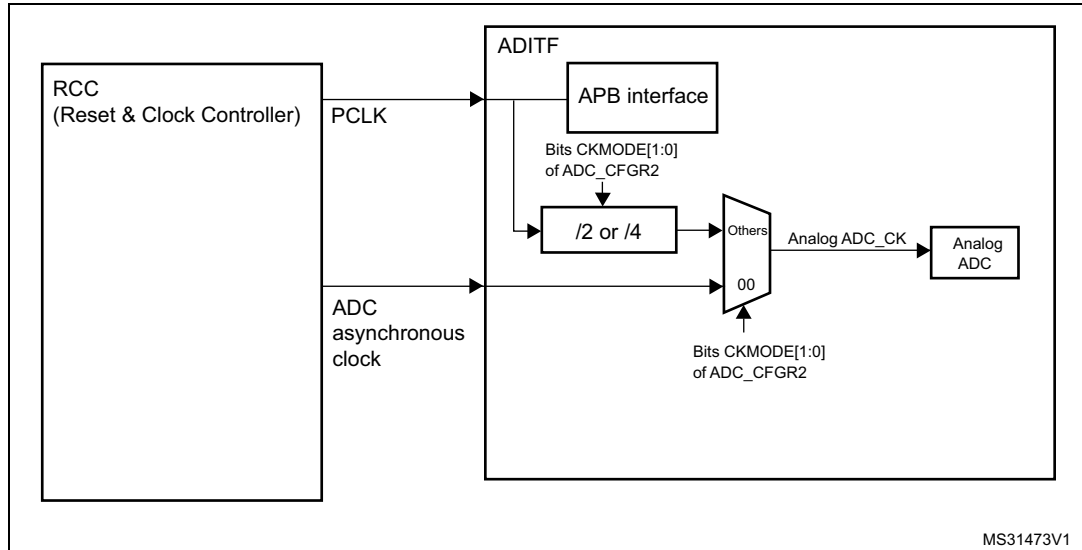 ADITF
RCC
(Reset & Clock Controller)
PCLK
APB interface
Bits CKMODE[1:0]
of ADC_CFGR2
/2 or /4
Others
00
Analog ADC_CK
Analog
ADC
ADC
asynchronous
clock
Bits CKMODE[1:0]
of ADC_CFGR2
MS31473V1